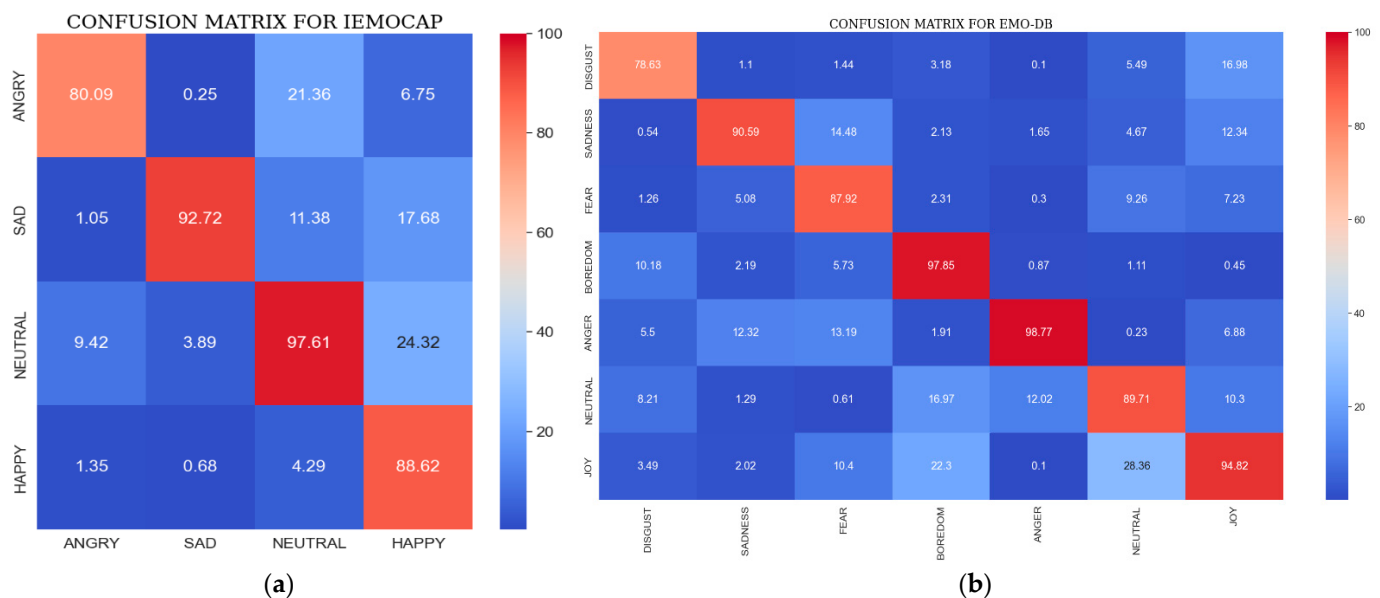 CONFUSION MATRIX FOR IEMOCAP
ANGRY 80.09 0.25 21.36 6.75
SAD 1.05 92.72 11.38 17.68
NEUTRAL 9.42 3.89 97.61 24.32
HAPPY 1.35 0.68 4.29 88.62
ANGRY SAD NEUTRAL HAPPY
100
80
60
40
20
(a)
CONFUSION MATRIX FOR EMO-DB
DISGUST 78.63 1.1 1.44 3.18 0.1 5.49 16.98
SADNESS 0.54 90.59 14.48 2.13 1.65 4.67 12.34
FEAR 1.26 5.08 87.92 2.31 0.3 9.26 7.23
BOREDOM 10.18 2.19 5.73 97.85 0.87 1.11 0.45
ANGER 5.5 12.32 13.19 1.91 98.77 0.23 6.88
NEUTRAL 8.21 1.29 0.61 16.97 12.02 89.71 10.3
JOY 3.49 2.02 10.4 22.3 0.1 28.36 94.82
DISGUST SADNESS FEAR BOREDOM ANGER NEUTRAL JOY
100
80
60
40
20
(b)